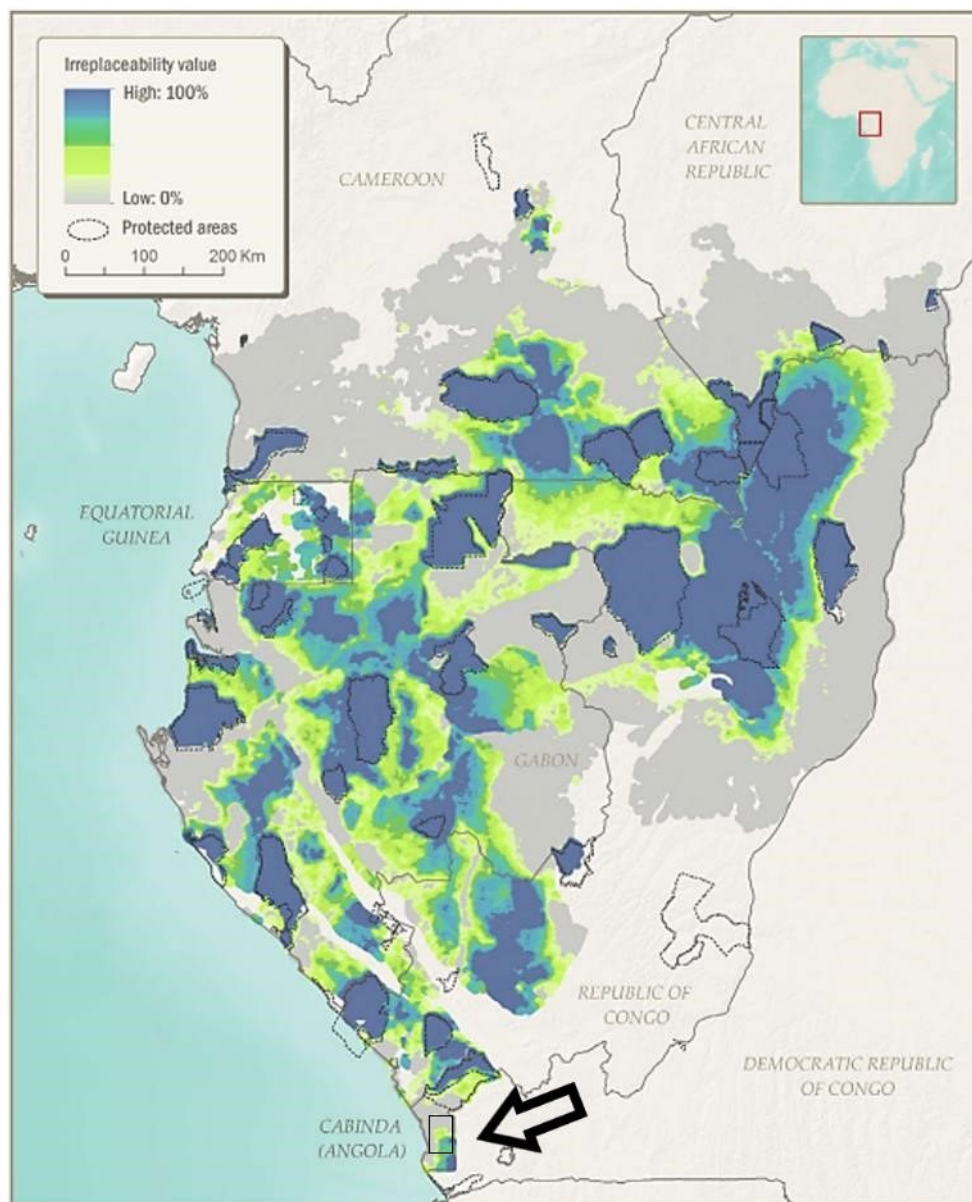 Irreplaceability value
High: 100%
Low: 0%
Protected areas
0 100 200 Km
CENTRAL
AFRICAN
REPUBLIC
CAMEROON
EQUATORIAL
GUINEA
GABON
REPUBLIC OF
CONGO
DEMOCRATIC REPUBLIC
OF CONGO
CABINDA
(ANGOLA)